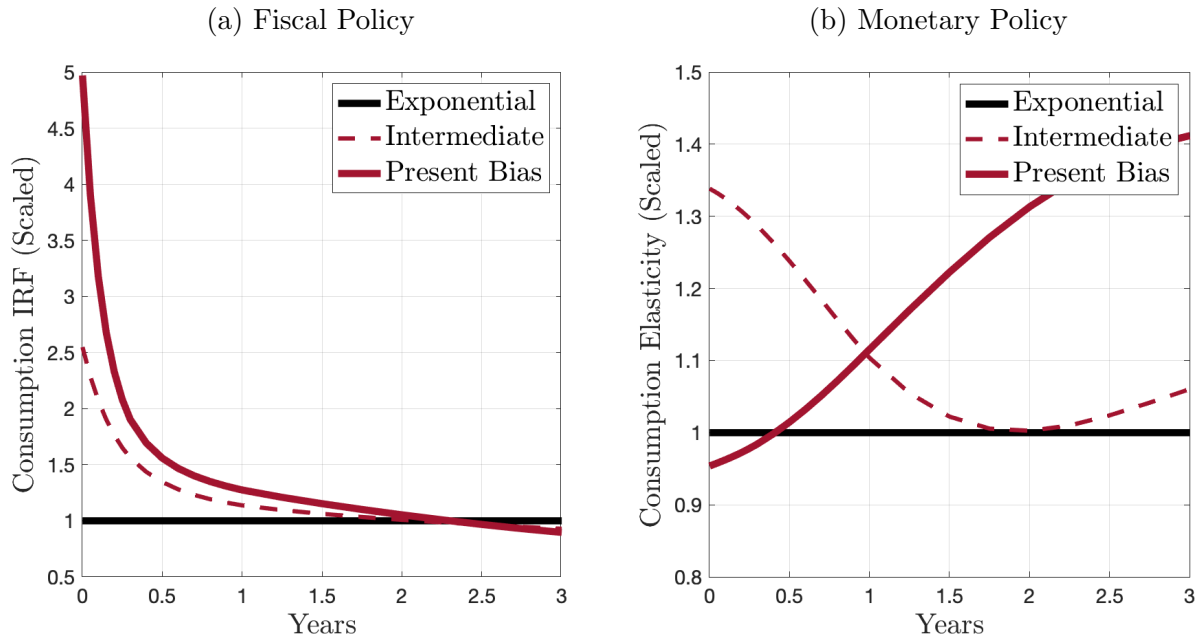 (a) Fiscal Policy
Consumption IRF (Scaled)
5
4.5
4
3.5
3
2.5
2
1.5
1
0.5
0 0.5 1 1.5 2 2.5 3
Years
Exponential
Intermediate
Present Bias
(b) Monetary Policy
Consumption Elasticity (Scaled)
1.5
1.4
1.3
1.2
1.1
1
0.9
0.8
0 0.5 1 1.5 2 2.5 3
Years
Exponential
Intermediate
Present Bias